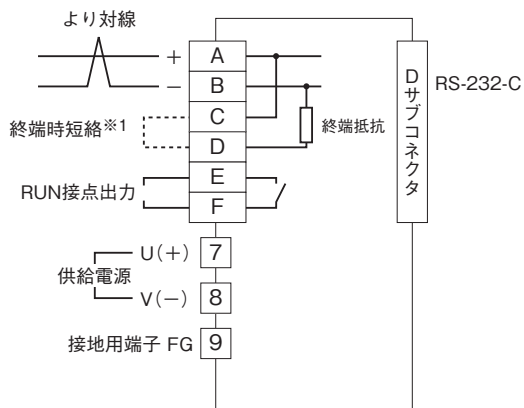 より対線
+
A
−
B
終端時短絡※1
C
D
終端抵抗
RUN接点出力
E
F
Dサブコネクタ
RS-232-C
供給電源
U(+)
7
V(−)
8
接地用端子 FG
9